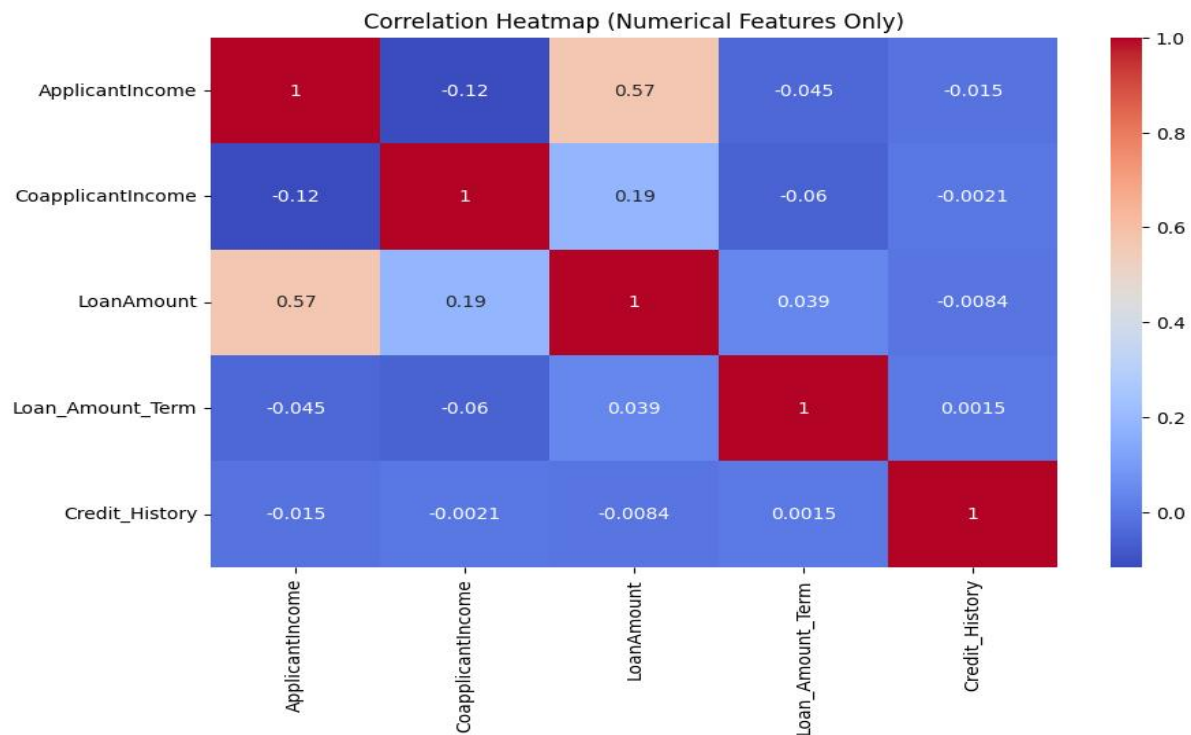 Correlation Heatmap (Numerical Features Only)
ApplicantIncome 1 -0.12 0.57 -0.045 -0.015
CoapplicantIncome -0.12 1 0.19 -0.06 -0.0021
LoanAmount 0.57 0.19 1 0.039 -0.0084
Loan_Amount_Term -0.045 -0.06 0.039 1 0.0015
Credit_History -0.015 -0.0021 -0.0084 0.0015 1
ApplicantIncome
CoapplicantIncome
LoanAmount
Loan_Amount_Term
Credit_History
1.0
0.8
0.6
0.4
0.2
0.0